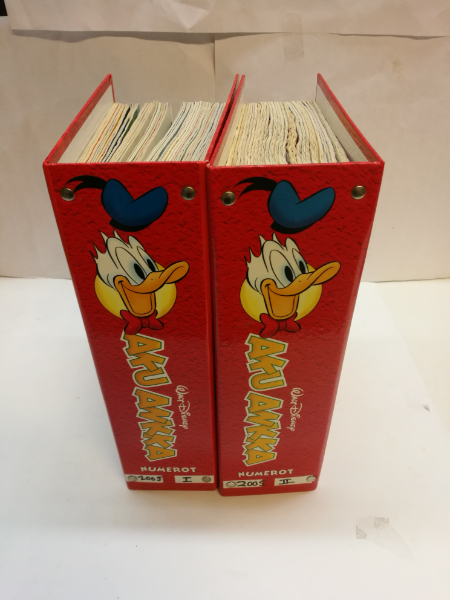 WALT DISNEY
AKU ANKKA
NUMEROT
2005 I
WALT DISNEY
AKU ANKKA
NUMEROT
2005 II